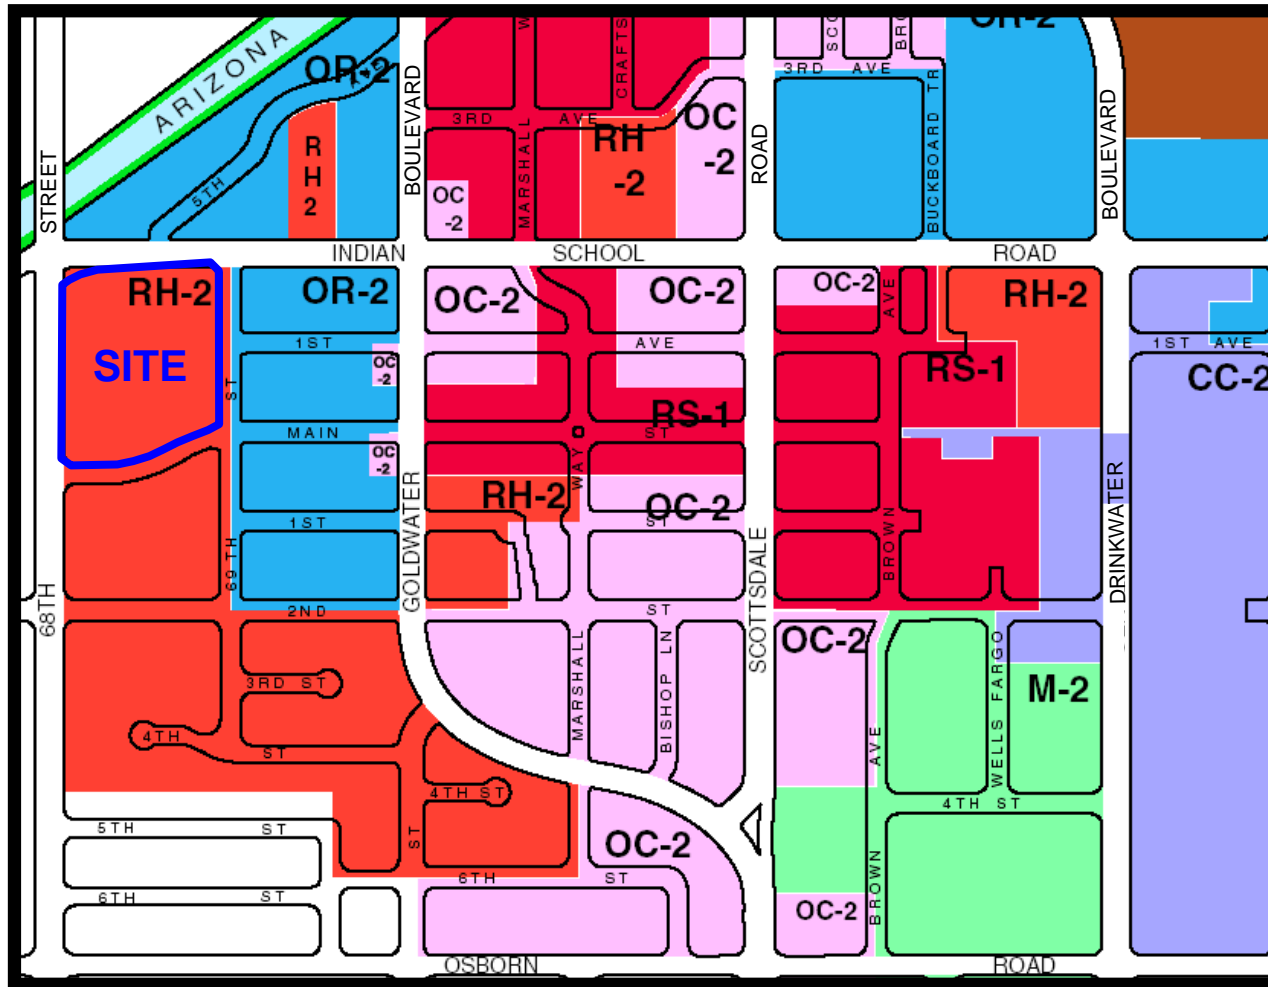 ARIZONA
OR-2
OR-2
5TH
AV
R
H
2
STREET
BOULEVARD
CRAFTS
3RD AVE
MARSHALL
RH
-2
OC
-2
OC
-2
ROAD
SCO
BRO
3RD AVE
BUCKBOARD TR
BOULEVARD
INDIAN SCHOOL ROAD
RH-2
SITE
OR-2
OC-2
OC-2
OC-2
AVE
RH-2
1ST AVE
1ST AVE
OC
-2
RS-1
CC-2
ST
RS-1
MAIN ST
OC
-2
WAY
RH-2
OC-2
1ST ST
69TH
GOLDWATER
BROWN
DRINKWATER
SCOTTSDALE
68TH
2ND ST
OC-2
MARSHALL
BISHOP LN
WELLS FARGO
M-2
3RD ST
4TH ST
AVE
4TH ST
4TH ST
ST
5TH ST
OC-2
6TH ST
6TH ST
BROWN
OC-2
OSBORN ROAD